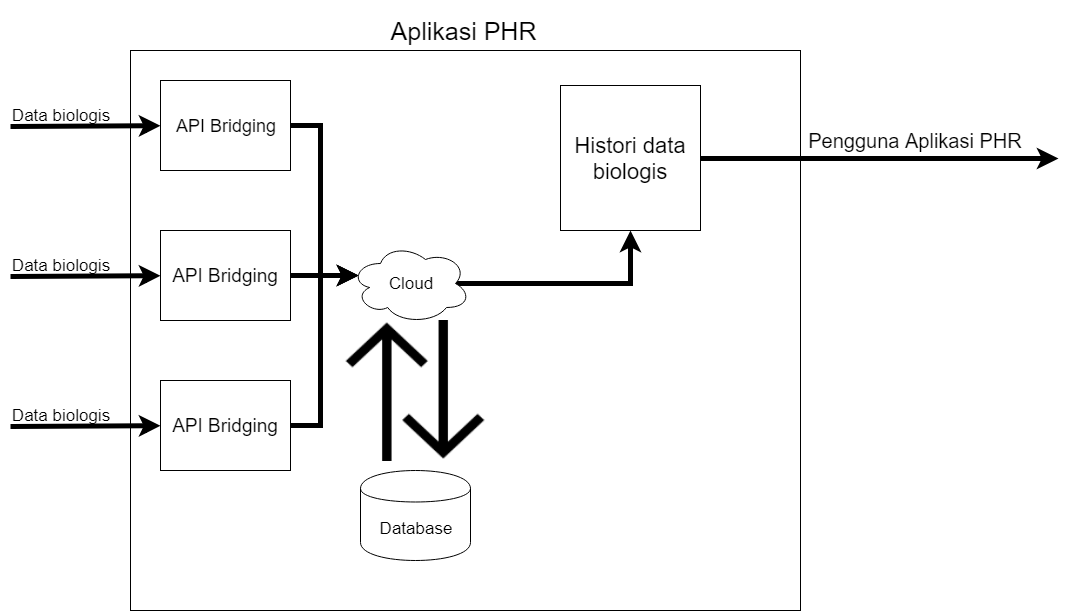 Aplikasi PHR
Data biologis
API Bridging
Histori data
biologis
Pengguna Aplikasi PHR
Data biologis
API Bridging
Cloud
Data biologis
API Bridging
Database